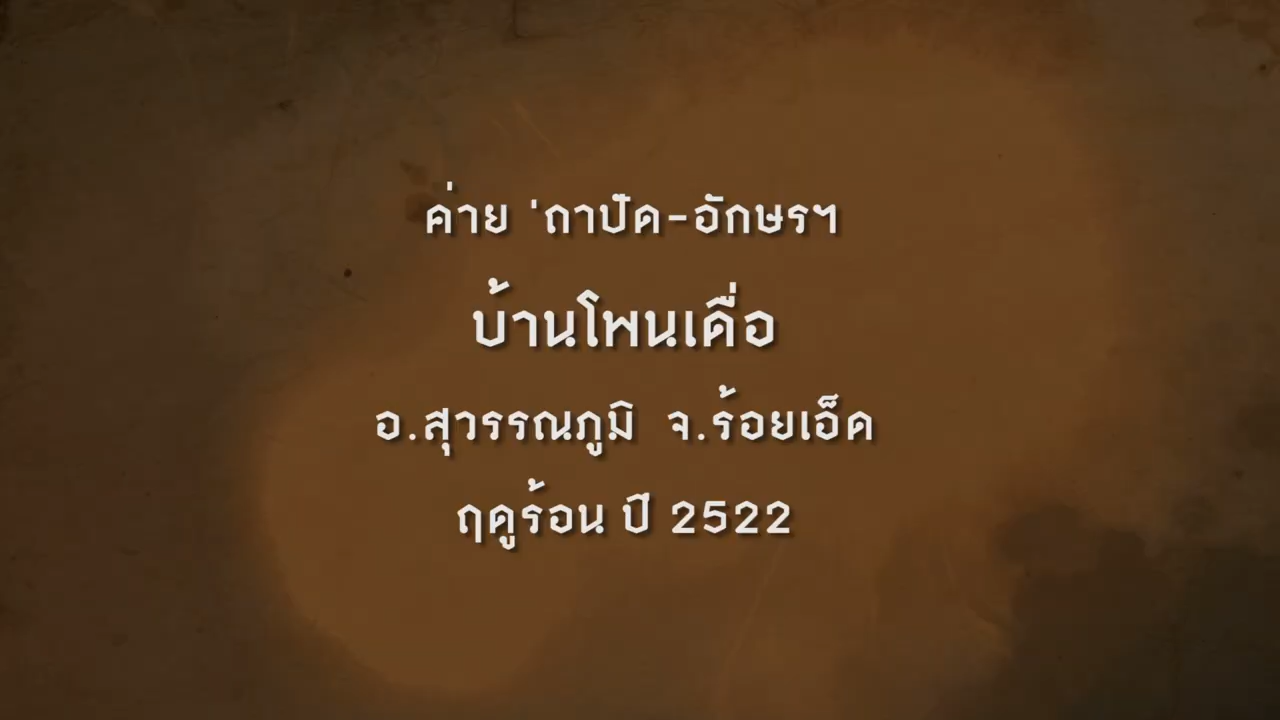 ค่าย 'ถาปัด-อักษรฯ
บ้านโพนเดื่อ
อ.สุวรรณภูมิ จ.ร้อยเอ็ด
ฤดูร้อน ปี 2522